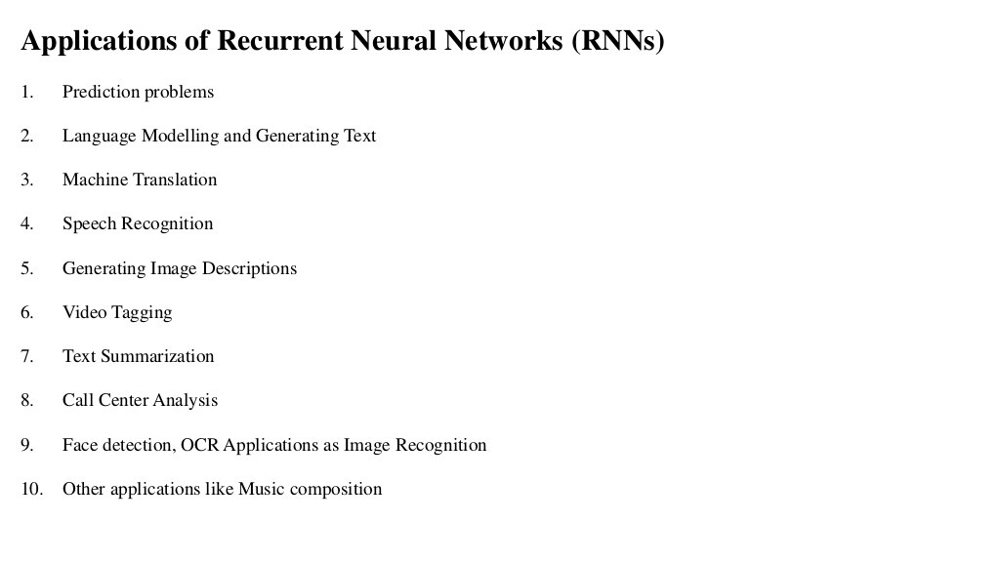 Applications of Recurrent Neural Networks (RNNs)
1. Prediction problems
2. Language Modelling and Generating Text
3. Machine Translation
4. Speech Recognition
5. Generating Image Descriptions
6. Video Tagging
7. Text Summarization
8. Call Center Analysis
9. Face detection, OCR Applications as Image Recognition
10. Other applications like Music composition